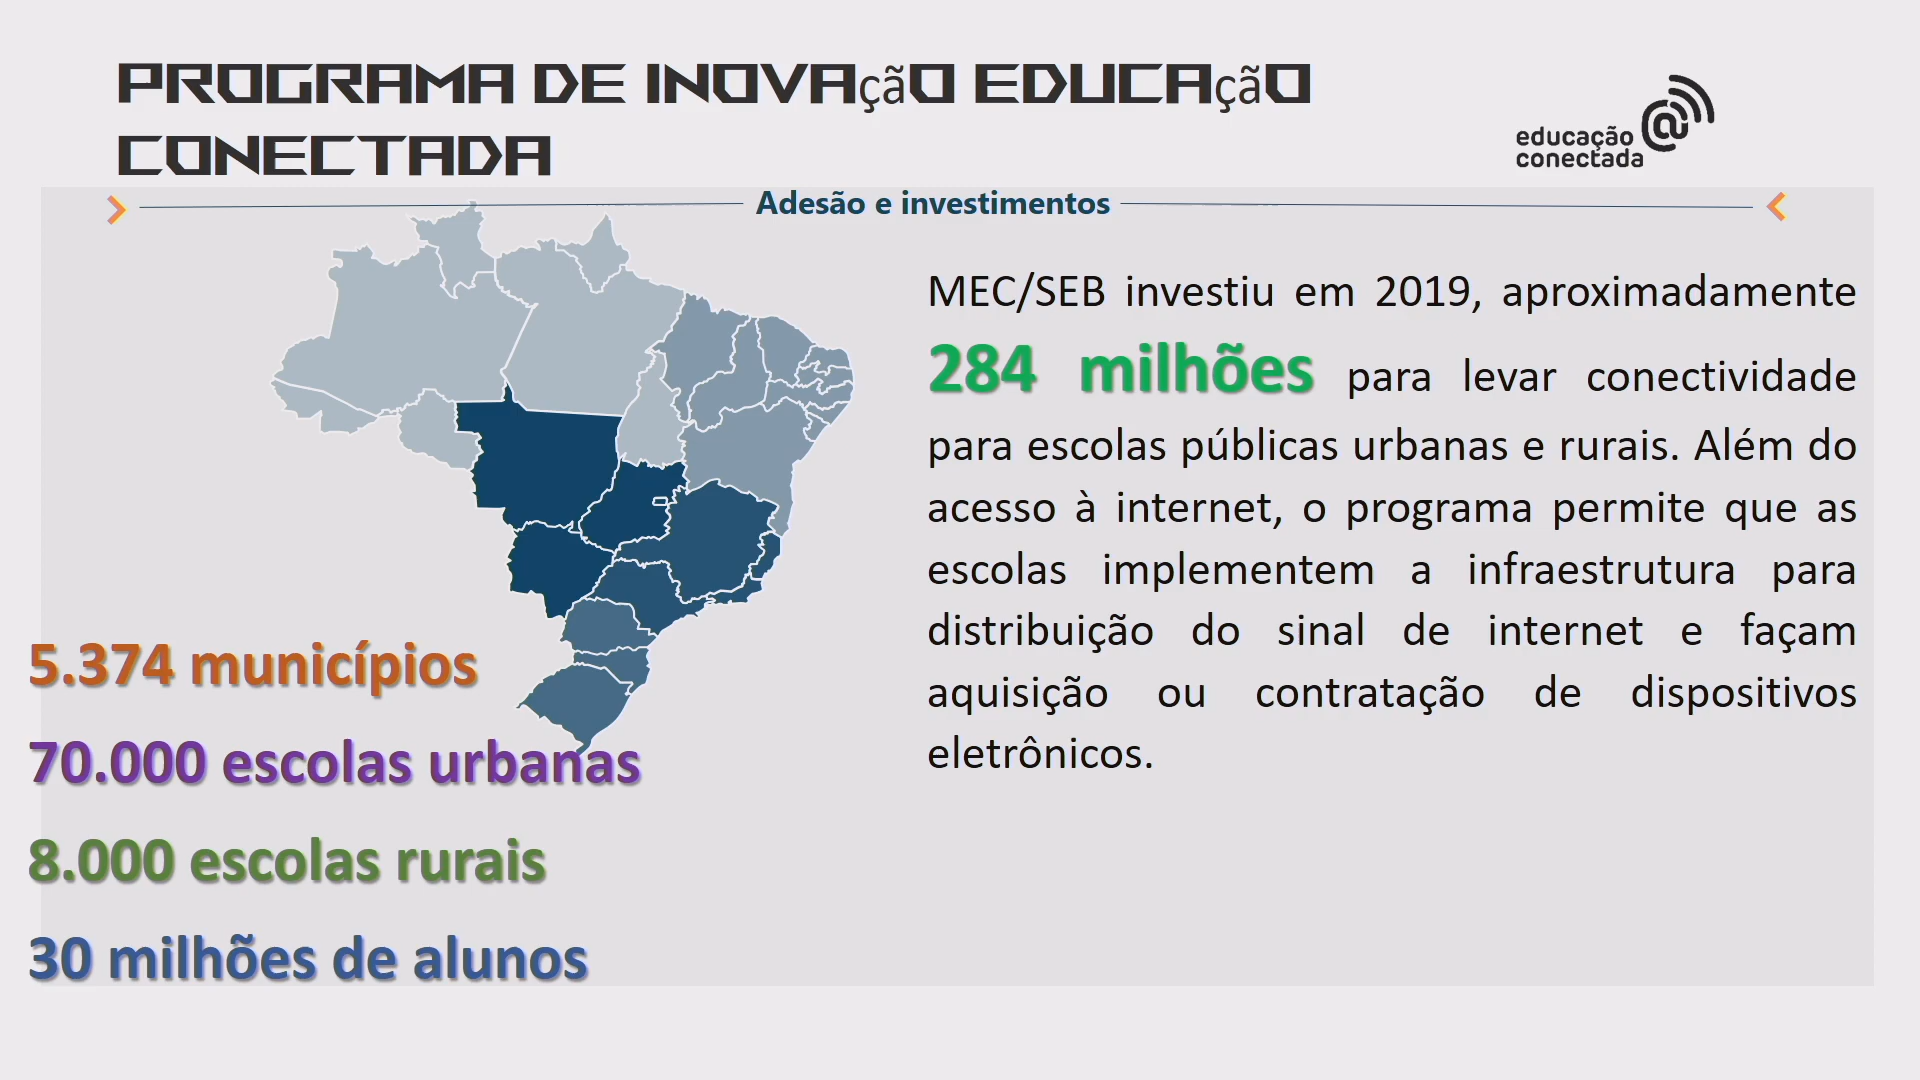 PROGRAMA DE INOVAçãO EDUCAçãO
CONECTADA
educação
conectada
Adesão e investimentos
MEC/SEB investiu em 2019, aproximadamente
284 milhões para levar conectividade
para escolas públicas urbanas e rurais. Além do
acesso à internet, o programa permite que as
escolas implementem a infraestrutura para
distribuição do sinal de internet e façam
aquisição ou contratação de dispositivos
eletrônicos.
5.374 municípios
70.000 escolas urbanas
8.000 escolas rurais
30 milhões de alunos